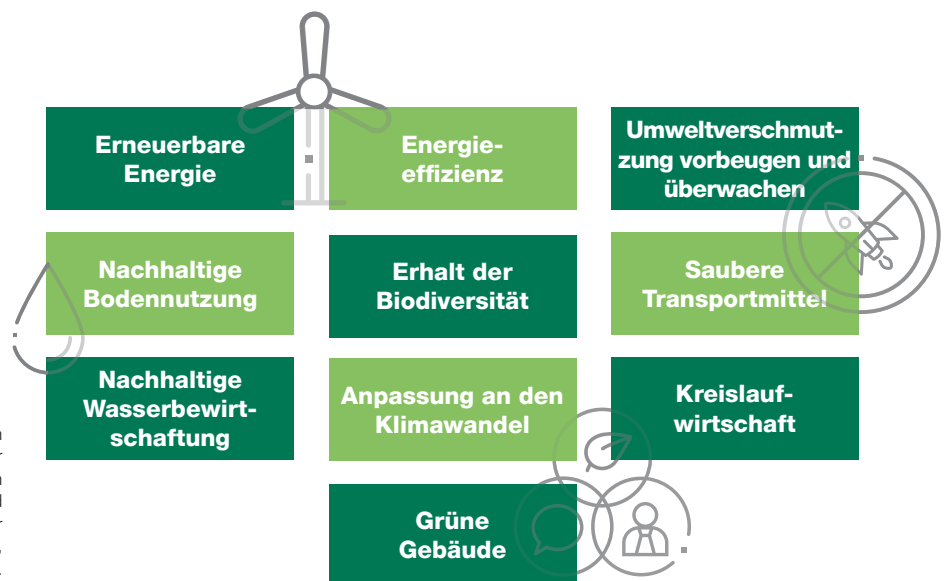 Erneuerbare
Energie
Energie-
effizienz
Umweltverschmut-
zung vorbeugen und
überwachen
Nachhaltige
Bodennutzung
Erhalt der
Biodiversität
Saubere
Transportmittel
Nachhaltige
Wasserbewirt-
schaftung
Anpassung an den
Klimawandel
Kreislauf-
wirtschaft
Grüne
Gebäude